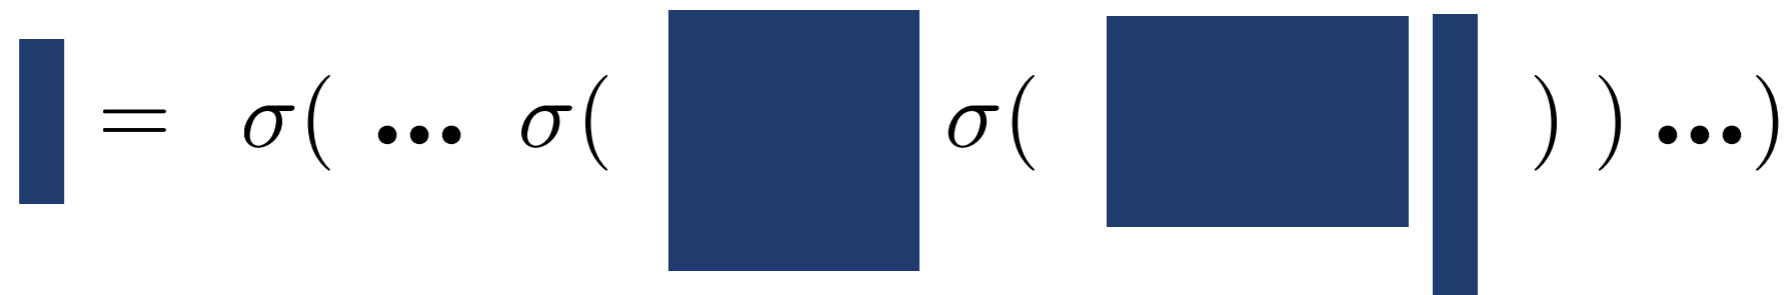 = σ( ... σ( σ( ) ) ...)